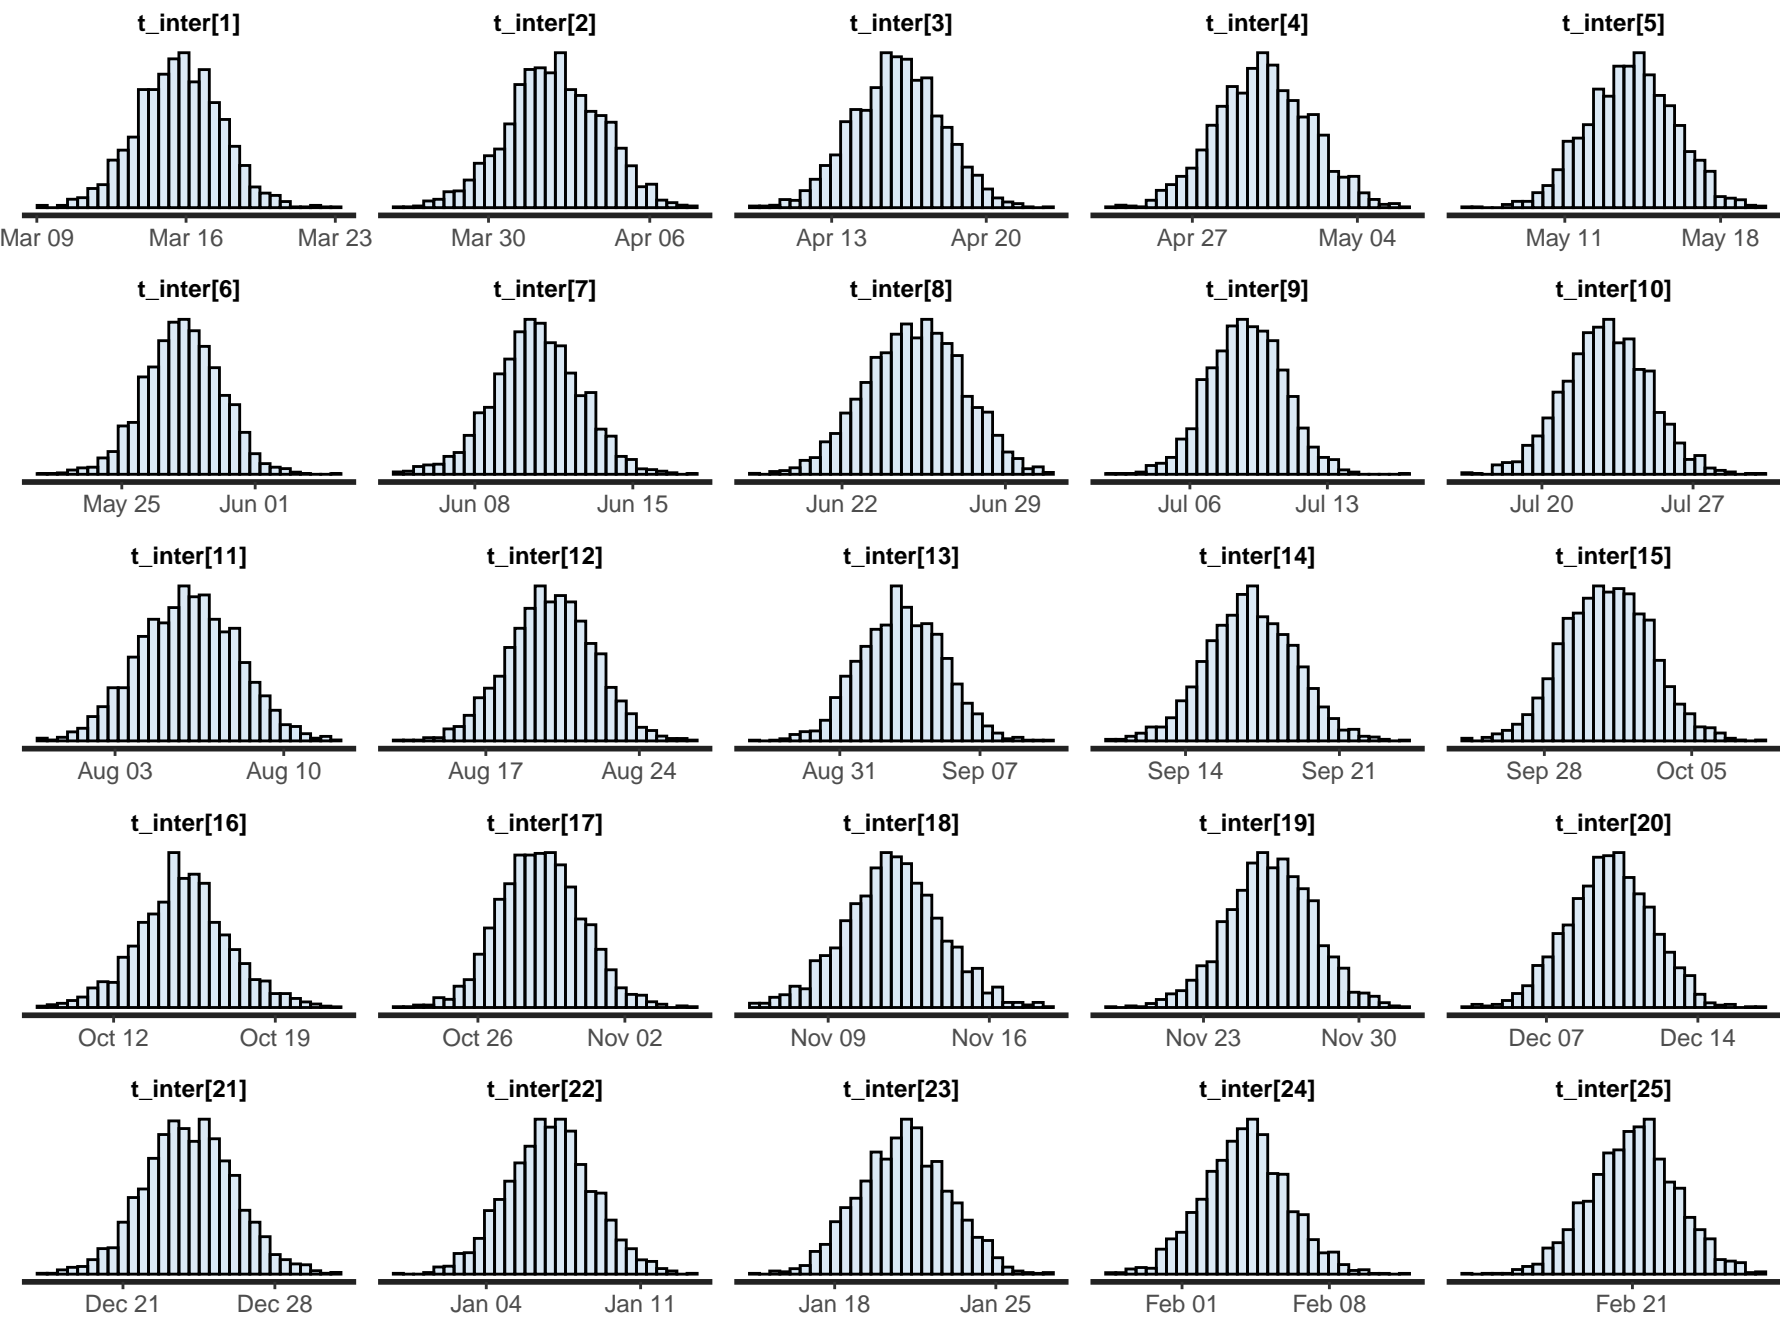 t_inter[1] t_inter[2] t_inter[3] t_inter[4] t_inter[5]
Mar 09 Mar 16 Mar 23 Mar 30 Apr 06 Apr 13 Apr 20 Apr 27 May 04 May 11 May 18
t_inter[6] t_inter[7] t_inter[8] t_inter[9] t_inter[10]
May 25 Jun 01 Jun 08 Jun 15 Jun 22 Jun 29 Jul 06 Jul 13 Jul 20 Jul 27
t_inter[11] t_inter[12] t_inter[13] t_inter[14] t_inter[15]
Aug 03 Aug 10 Aug 17 Aug 24 Aug 31 Sep 07 Sep 14 Sep 21 Sep 28 Oct 05
t_inter[16] t_inter[17] t_inter[18] t_inter[19] t_inter[20]
Oct 12 Oct 19 Oct 26 Nov 02 Nov 09 Nov 16 Nov 23 Nov 30 Dec 07 Dec 14
t_inter[21] t_inter[22] t_inter[23] t_inter[24] t_inter[25]
Dec 21 Dec 28 Jan 04 Jan 11 Jan 18 Jan 25 Feb 01 Feb 08 Feb 21